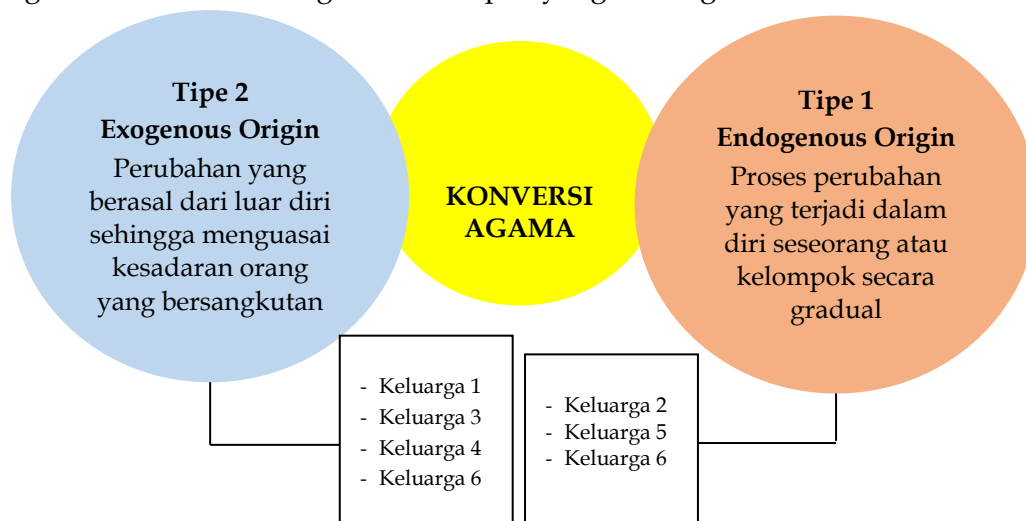 Tipe 2
Exogenous Origin
Perubahan yang
berasal dari luar diri
sehingga menguasai
kesadaran orang
yang bersangkutan
KONVERSI
AGAMA
Tipe 1
Endogenous Origin
Proses perubahan
yang terjadi dalam
diri seseorang atau
kelompok secara
gradual
- Keluarga 1
- Keluarga 3
- Keluarga 4
- Keluarga 6
- Keluarga 2
- Keluarga 5
- Keluarga 6